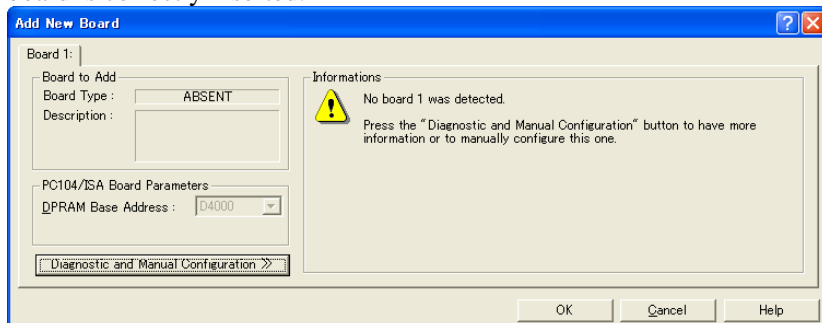 Add New Board
Board 1:
Board to Add
Board Type : ABSENT
Description :
PC104/ISA Board Parameters
DPRAM Base Address : D4000
Diagnostic and Manual Configuration >>
Informations
No board 1 was detected.
Press the "Diagnostic and Manual Configuration" button to have more
information or to manually configure this one.
OK Cancel Help